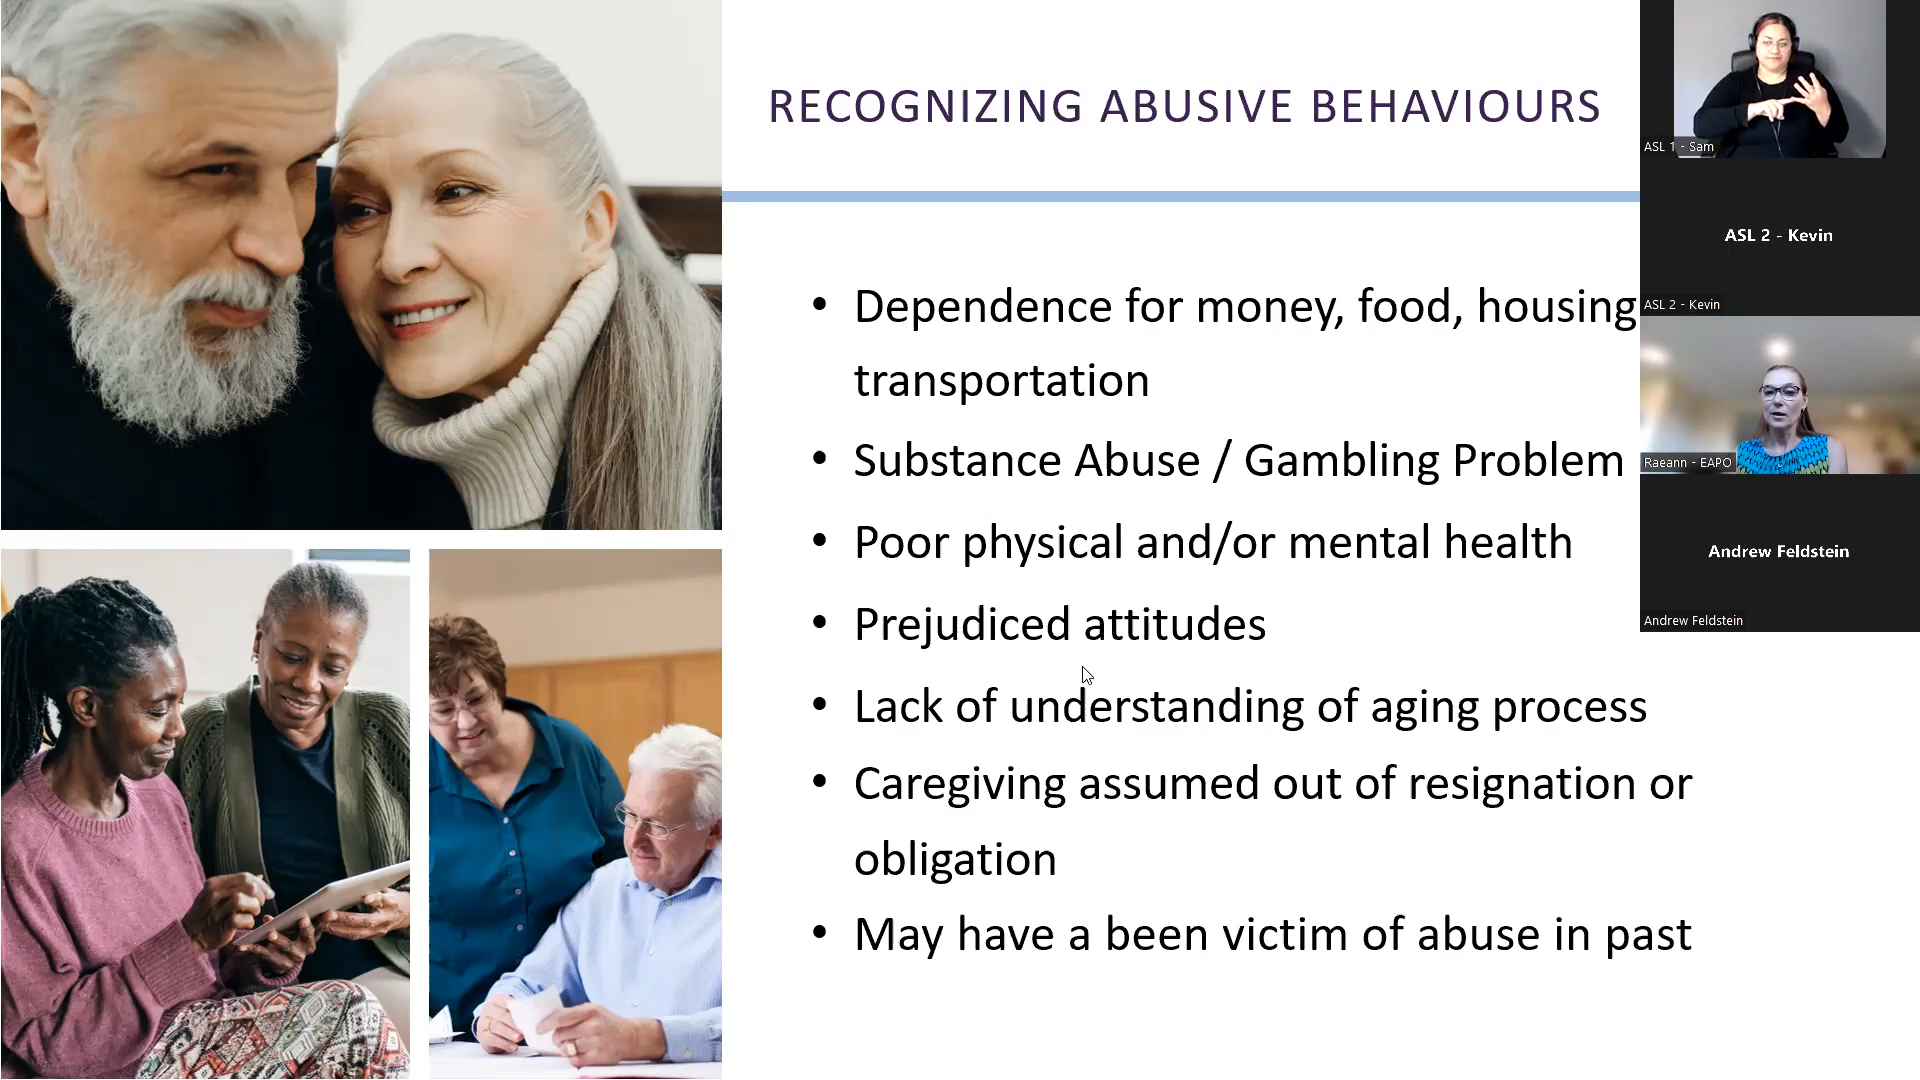 RECOGNIZING ABUSIVE BEHAVIOURS
• Dependence for money, food, housing
transportation
• Substance Abuse / Gambling Problem
• Poor physical and/or mental health
• Prejudiced attitudes
• Lack of understanding of aging process
• Caregiving assumed out of resignation or
obligation
• May have a been victim of abuse in past
ASL 1 - Sam
ASL 2 - Kevin
ASL 2 - Kevin
Raeann - EAPO
Andrew Feldstein
Andrew Feldstein